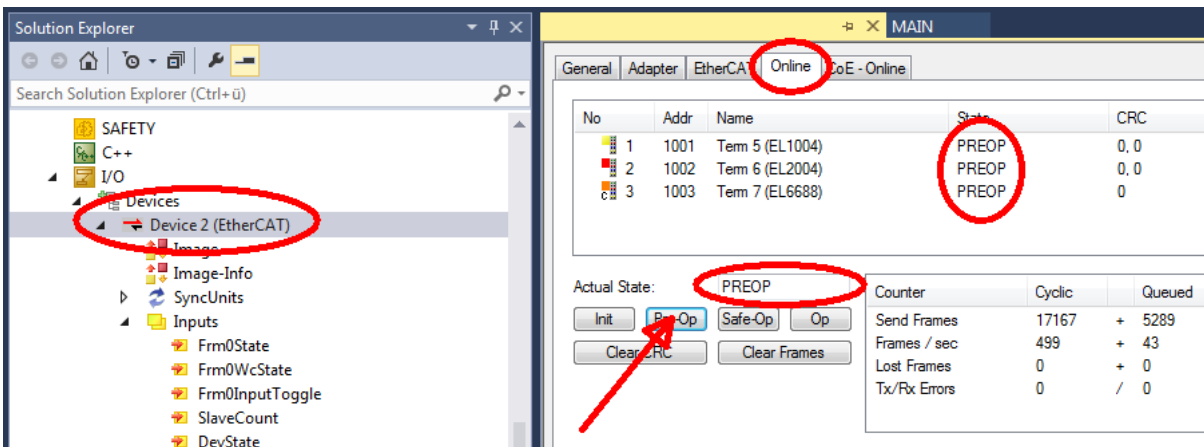 Solution Explorer
Search Solution Explorer (Ctrl+ü)
SAFETY
C++
I/O
Devices
Device 2 (EtherCAT)
Image
Image-Info
SyncUnits
Inputs
Frm0State
Frm0WcState
Frm0InputToggle
SlaveCount
DevState
MAIN
General Adapter EtherCAT Online CoE - Online
No Addr Name State CRC
1 1001 Term 5 (EL1004) PREOP 0, 0
2 1002 Term 6 (EL2004) PREOP 0, 0
3 1003 Term 7 (EL6688) PREOP 0
Actual State: PREOP
Init Pre-Op Safe-Op Op
Clear CRC Clear Frames
Counter Cyclic Queued
Send Frames 17167 + 5289
Frames / sec 499 + 43
Lost Frames 0 + 0
Tx/Rx Errors 0 / 0